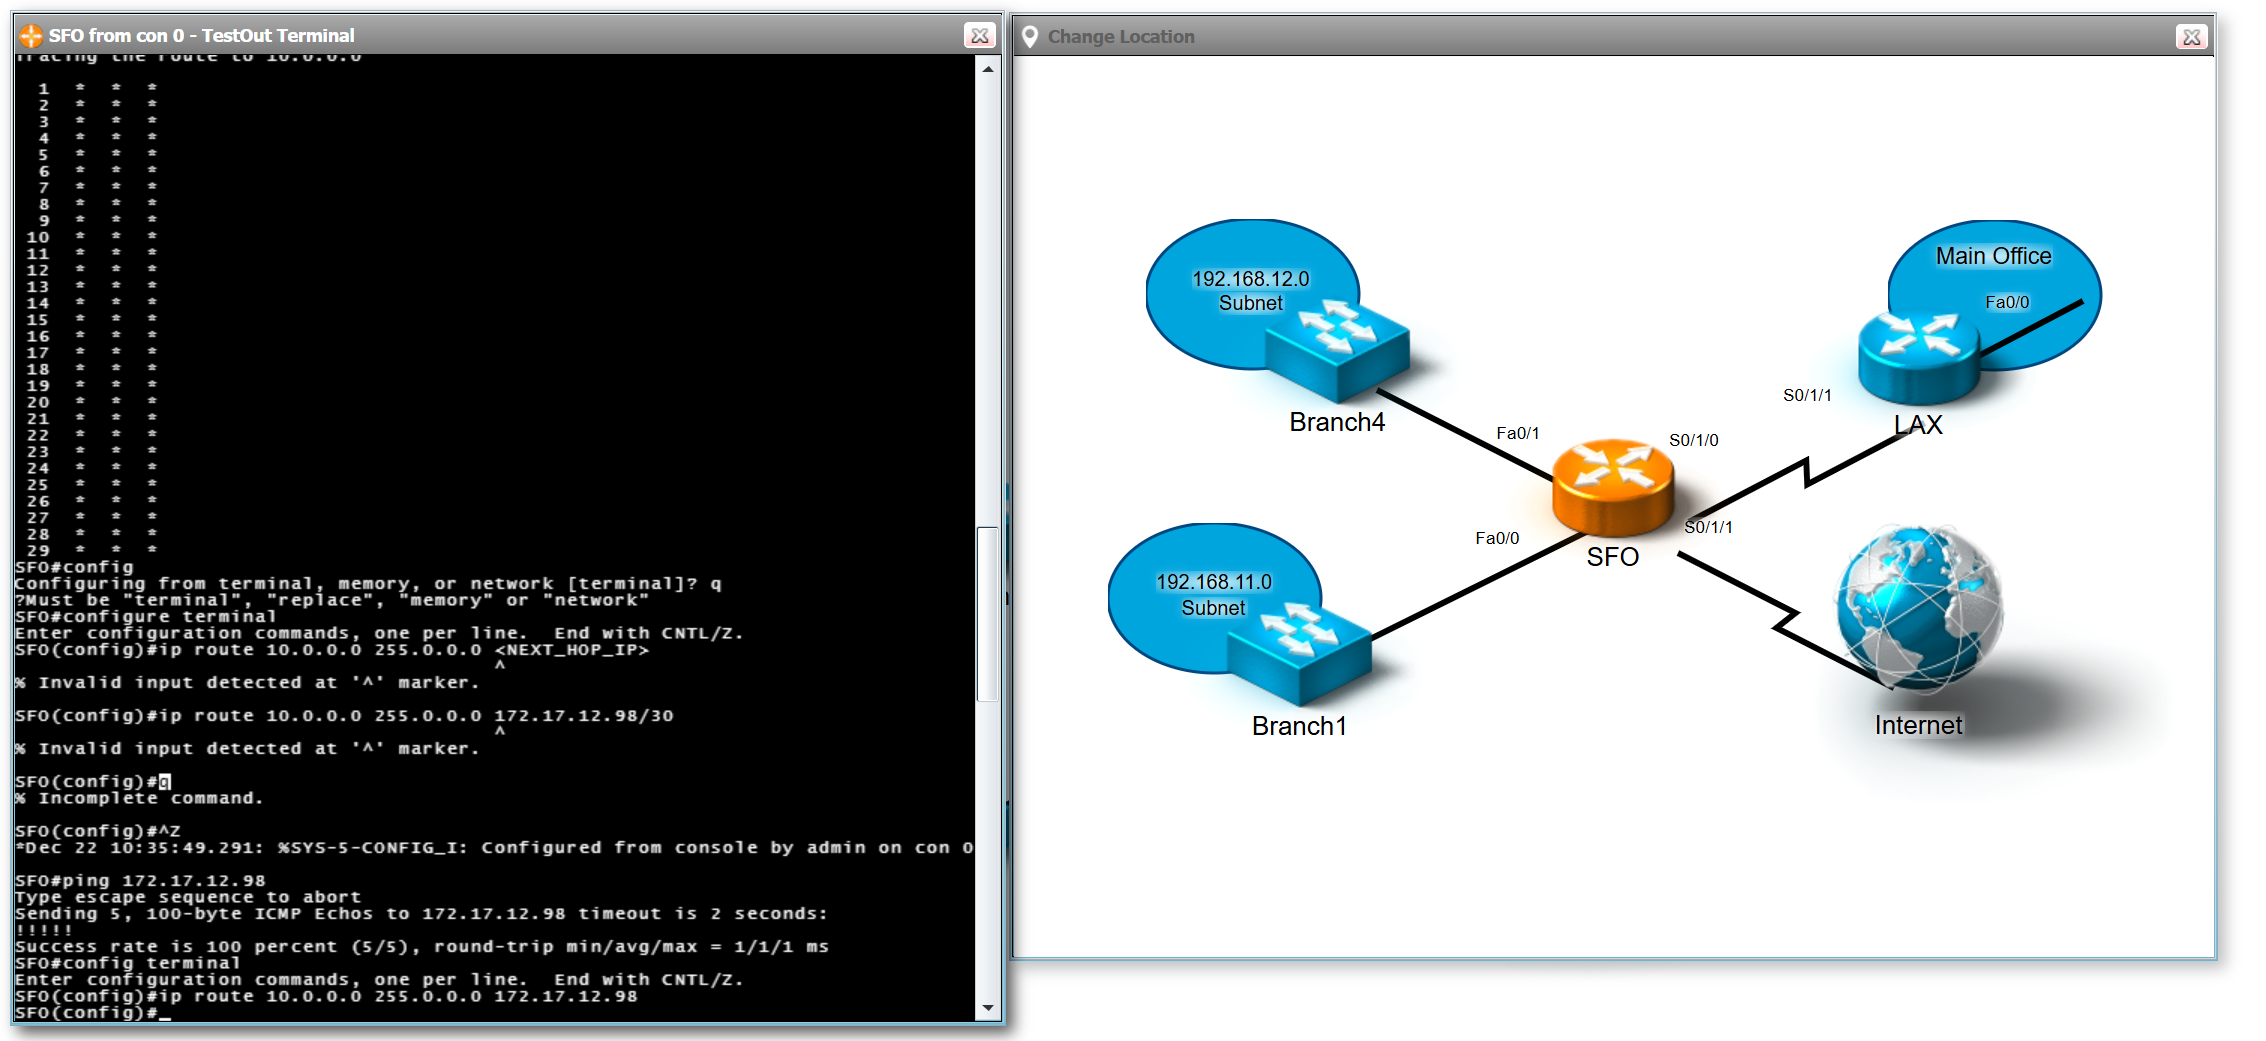 SFO from con 0 - TestOut Terminal
Tracing the route to 10.0.0.0
1 * * *
2 * * *
3 * * *
4 * * *
5 * * *
6 * * *
7 * * *
8 * * *
9 * * *
10 * * *
11 * * *
12 * * *
13 * * *
14 * * *
15 * * *
16 * * *
17 * * *
18 * * *
19 * * *
20 * * *
21 * * *
22 * * *
23 * * *
24 * * *
25 * * *
26 * * *
27 * * *
28 * * *
29 * * *
SFO#config
Configuring from terminal, memory, or network [terminal]? q
?Must be "terminal", "replace", "memory" or "network"
SFO#configure terminal
Enter configuration commands, one per line.  End with CNTL/Z.
SFO(config)#ip route 10.0.0.0 255.0.0.0 <NEXT_HOP_IP>
^
% Invalid input detected at '^' marker.
SFO(config)#ip route 10.0.0.0 255.0.0.0 172.17.12.98/30
^
% Invalid input detected at '^' marker.
SFO(config)#q
% Incomplete command.
SFO(config)#^Z
*Dec 22 10:35:49.291: %SYS-5-CONFIG_I: Configured from console by admin on con 0
SFO#ping 172.17.12.98
Type escape sequence to abort
Sending 5, 100-byte ICMP Echos to 172.17.12.98 timeout is 2 seconds:
!!!!!
Success rate is 100 percent (5/5), round-trip min/avg/max = 1/1/1 ms
SFO#config terminal
Enter configuration commands, one per line.  End with CNTL/Z.
SFO(config)#ip route 10.0.0.0 255.0.0.0 172.17.12.98
SFO(config)#_
Change Location
192.168.12.0
Subnet
Branch4
Main Office
Fa0/0
S0/1/1
LAX
Fa0/1
S0/1/0
Fa0/0
S0/1/1
SFO
192.168.11.0
Subnet
Branch1
Internet